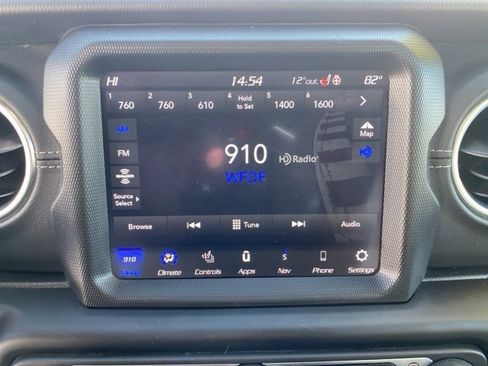 HI 14:54 12°out. 82°
1 760 2 760 3 610 4 Hold to Set 5 1400 6 1600
AM
Map
FM
910 HD Radio
HD
WFDF
SiriusXM
Source Select
Browse Tune Audio
910
Climate Controls Apps Nav Phone Settings
S